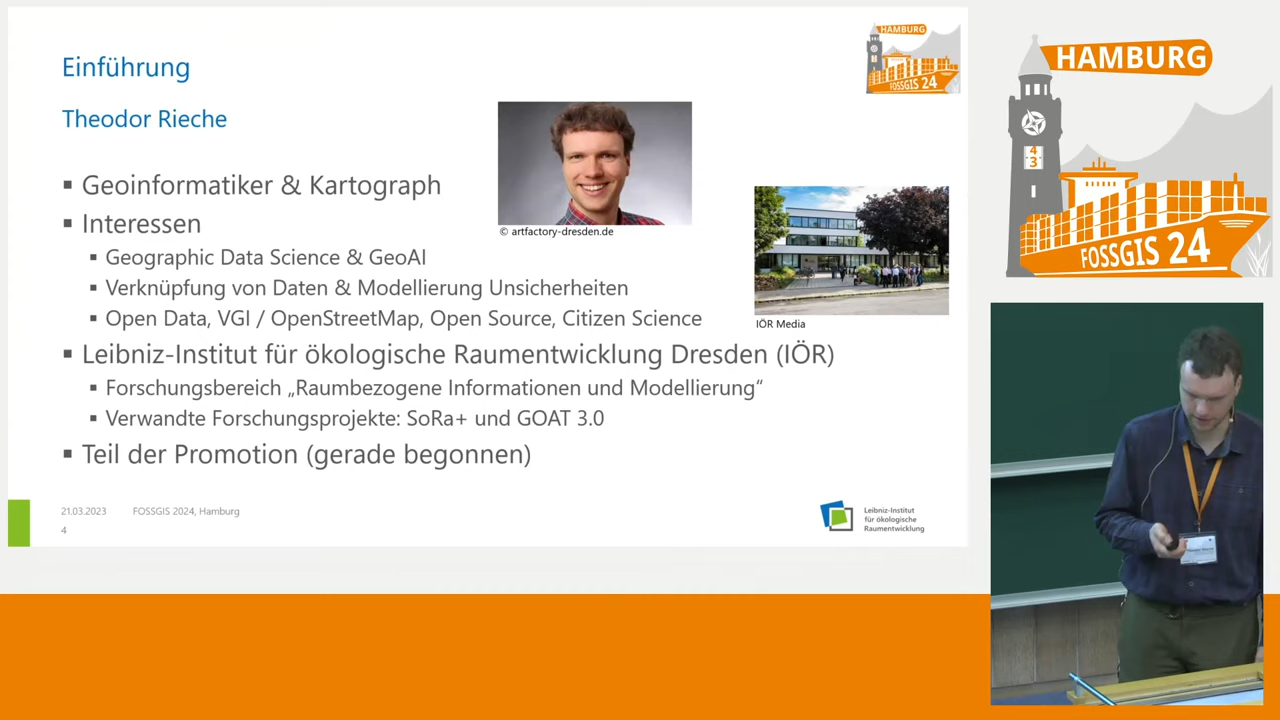 Einführung
Theodor Rieche
▪ Geoinformatiker & Kartograph
▪ Interessen
▪ Geographic Data Science & GeoAI
▪ Verknüpfung von Daten & Modellierung Unsicherheiten
▪ Open Data, VGI / OpenStreetMap, Open Source, Citizen Science
▪ Leibniz-Institut für ökologische Raumentwicklung Dresden (IÖR)
▪ Forschungsbereich „Raumbezogene Informationen und Modellierung“
▪ Verwandte Forschungsprojekte: SoRa+ und GOAT 3.0
▪ Teil der Promotion (gerade begonnen)
© artfactory-dresden.de
IÖR Media
HAMBURG
FOSSGIS 24
21.03.2023 FOSSGIS 2024, Hamburg
4
Leibniz-Institut
für ökologische
Raumentwicklung
HAMBURG
4
3
FOSSGIS 24